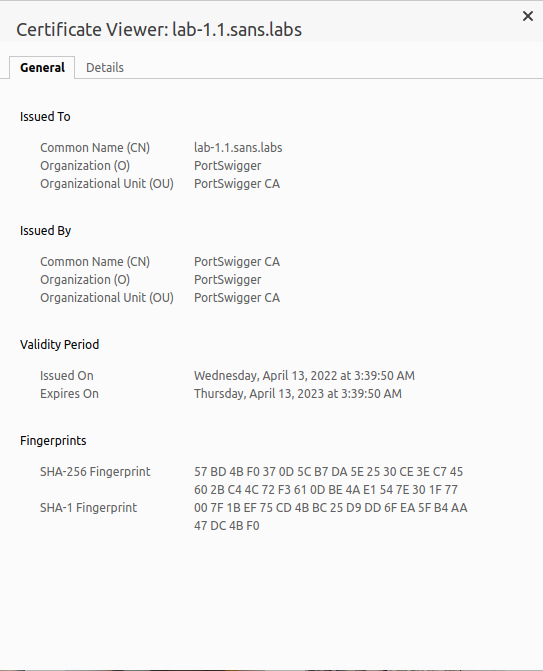 Certificate Viewer: lab-1.1.sans.labs
General Details
Issued To
Common Name (CN) lab-1.1.sans.labs
Organization (O) PortSwigger
Organizational Unit (OU) PortSwigger CA
Issued By
Common Name (CN) PortSwigger CA
Organization (O) PortSwigger
Organizational Unit (OU) PortSwigger CA
Validity Period
Issued On Wednesday, April 13, 2022 at 3:39:50 AM
Expires On Thursday, April 13, 2023 at 3:39:50 AM
Fingerprints
SHA-256 Fingerprint 57 BD 4B F0 37 0D 5C B7 DA 5E 25 30 CE 3E C7 45
60 2B C4 4C 72 F3 61 0D BE 4A E1 54 7E 30 1F 77
SHA-1 Fingerprint 00 7F 1B EF 75 CD 4B BC 25 D9 DD 6F EA 5F B4 AA
47 DC 4B F0